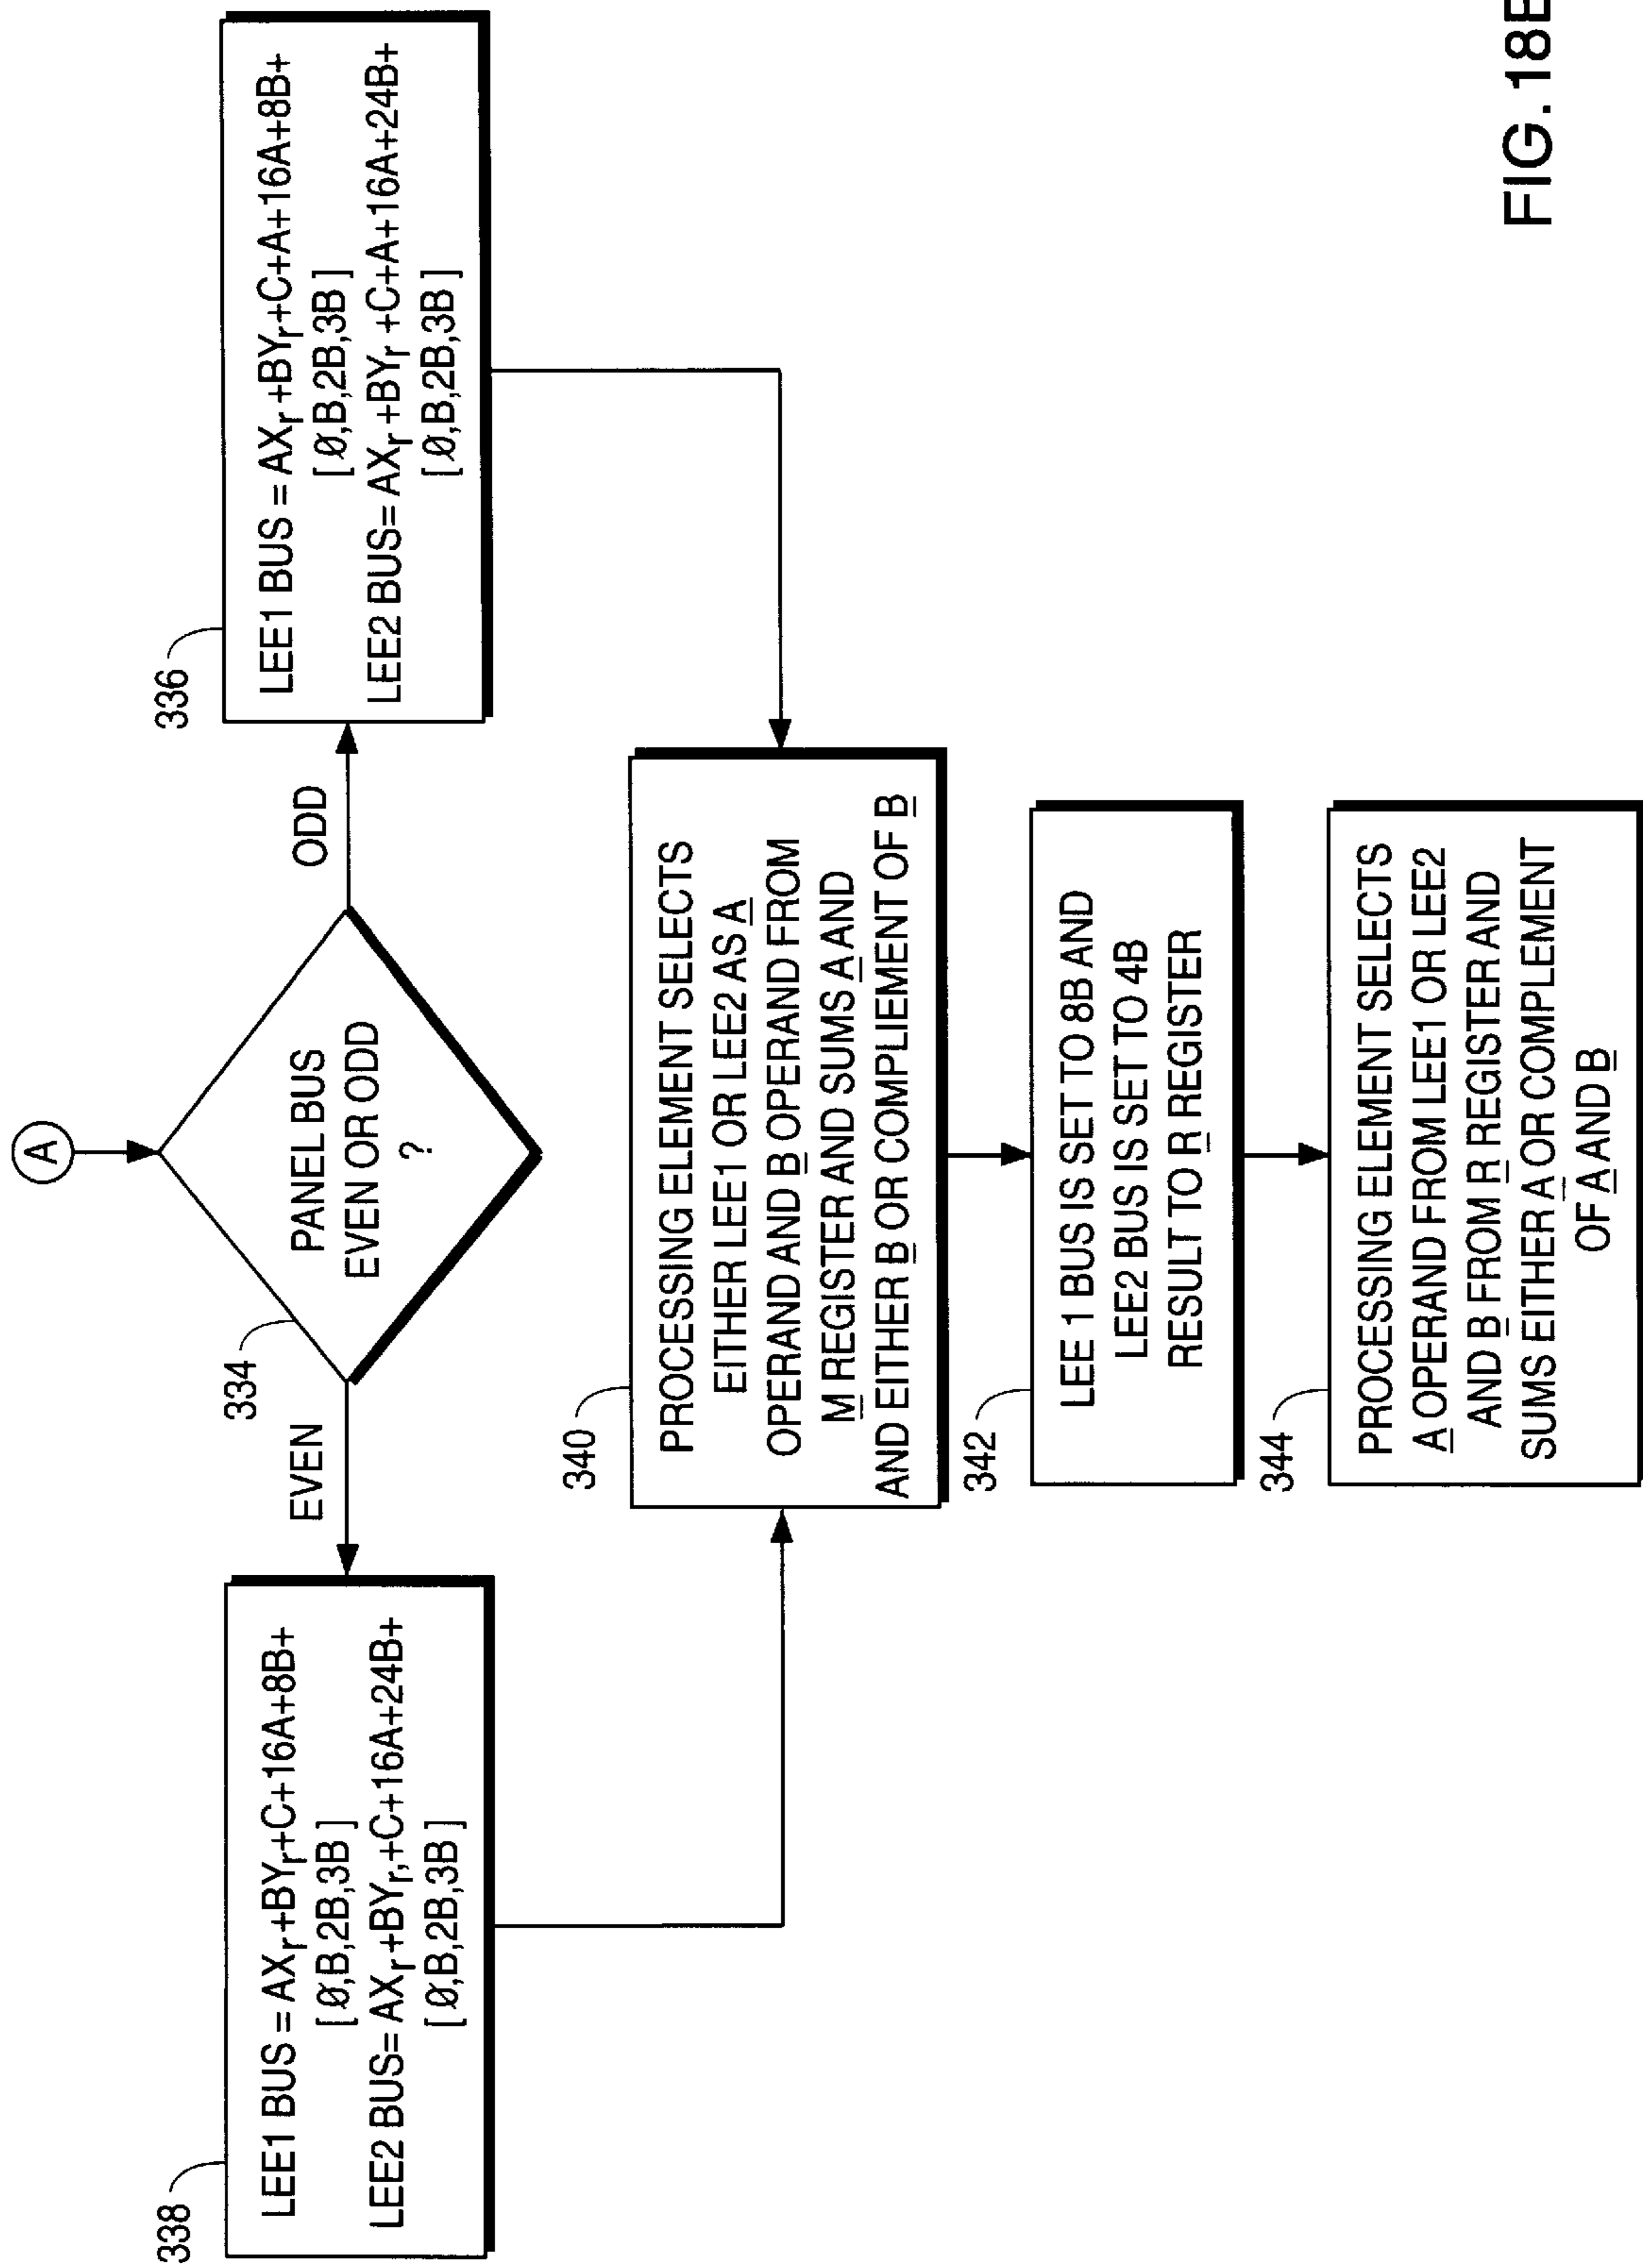 A
PANEL BUS
EVEN OR ODD
?
334
EVEN
ODD
338
LEE1 BUS = AXr+BYr+C+16A+8B+
[Ø,B,2B,3B]
LEE2 BUS= AXr+BYr,+C+16A+24B+
[Ø,B,2B,3B]
336
LEE1 BUS = AXr+BYr+C+A+16A+8B+
[Ø,B,2B,3B]
LEE2 BUS= AXr+BYr+C+A+16A+24B+
[Ø,B,2B,3B]
340
PROCESSING ELEMENT SELECTS
EITHER LEE1 OR LEE2 AS A
OPERAND AND B OPERAND FROM
M REGISTER AND SUMS A AND
AND EITHER B OR COMPLIEMENT OF B
342
LEE 1 BUS IS SET TO 8B AND
LEE2 BUS IS SET TO 4B
RESULT TO R REGISTER
344
PROCESSING ELEMENT SELECTS
A OPERAND FROM LEE1 OR LEE2
AND B FROM R REGISTER AND
SUMS EITHER A OR COMPLEMENT
OF A AND B
FIG.18B